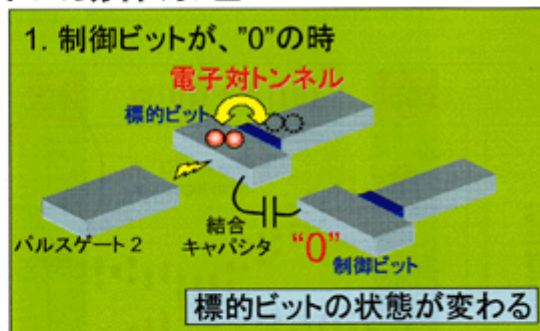 1. 制御ビットが、"0"の時
電子対トンネル
標的ビット
パルスゲート2
結合
キャパシタ
"0"
制御ビット
標的ビットの状態が変わる